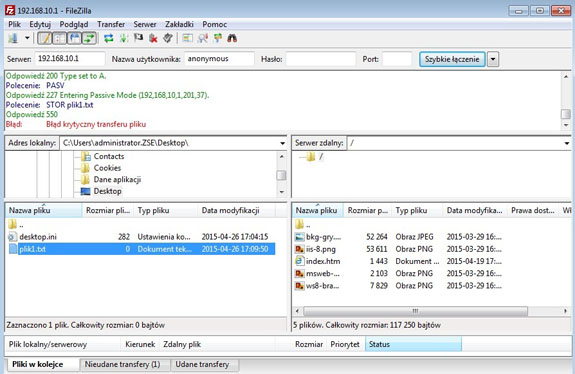 192.168.10.1 - FileZilla
Plik Edytuj Podgląd Transfer Serwer Zakładki Pomoc
Serwer: 192.168.10.1 Nazwa użytkownika: anonymous Hasło: Port: Szybkie łączenie
Odpowiedź 200 Type set to A.
Polecenie: PASV
Odpowiedź 227 Entering Passive Mode (192,168,10,1,201,37).
Polecenie: STOR plik1.txt
Odpowiedź 550
Błąd: Błąd krytyczny transferu pliku
Adres lokalny: C:\Users\administrator.ZSE\Desktop\
Contacts
Cookies
Dane aplikacji
Desktop
Serwer zdalny: /
/
Nazwa pliku Rozmiar pli... Typ pliku Data modyfikacji
..
desktop.ini 282 Ustawienia ko... 2015-04-26 17:04:15
plik1.txt 0 Dokument tek... 2015-04-26 17:09:50
Zaznaczono 1 plik. Całkowity rozmiar: 0 bajtów
Nazwa pliku Rozmiar p... Typ pliku Data modyfika... Prawa dost... Wł
..
bkg-gry.... 52 264 Obraz JPEG 2015-03-29 16:...
iis-8.png 53 611 Obraz PNG 2015-03-29 16:...
index.htm 1 443 Dokument ... 2015-04-19 17:...
msweb-... 2 103 Obraz PNG 2015-03-29 16:...
ws8-bra... 7 829 Obraz PNG 2015-03-29 16:...
5 plików. Całkowity rozmiar: 117 250 bajtów
Plik lokalny/serwerowy Kierunek Zdalny plik Rozmiar Priorytet Status
Pliki w kolejce Nieudane transfery (1) Udane transfery